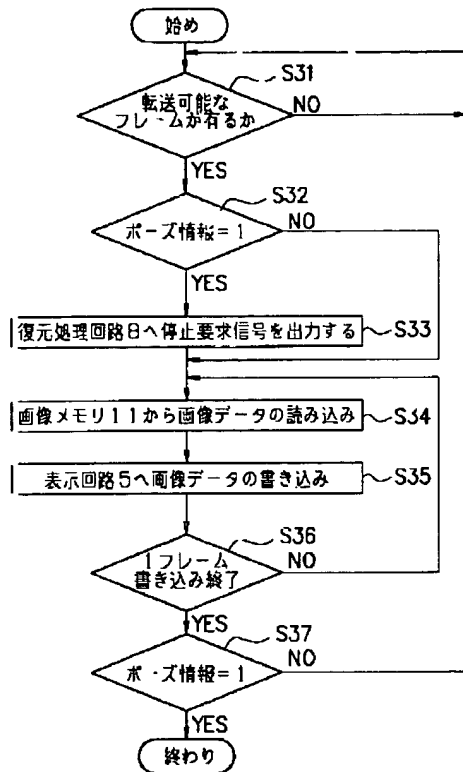 始め
S31
転送可能な
フレームが有るか
NO
YES
S32
ポーズ情報=1
NO
YES
復元処理回路8へ停止要求信号を出力する
S33
画像メモリ11から画像データの読み込み
S34
表示回路5へ画像データの書き込み
S35
S36
1フレーム
書き込み終了
NO
YES
S37
ポーズ情報=1
NO
YES
終わり